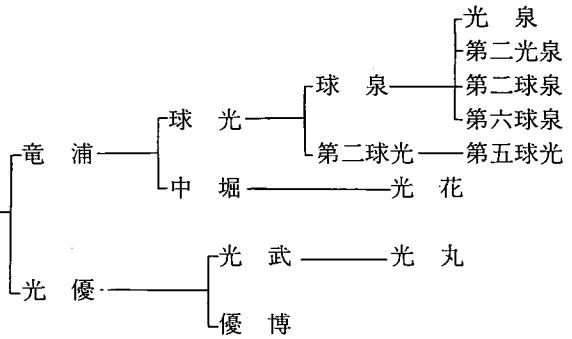 光泉
第二光泉
球泉 第二球泉
球光 第六球泉
竜浦 第二球光 第五球光
中堀 光花
光武 光丸
光優
優博